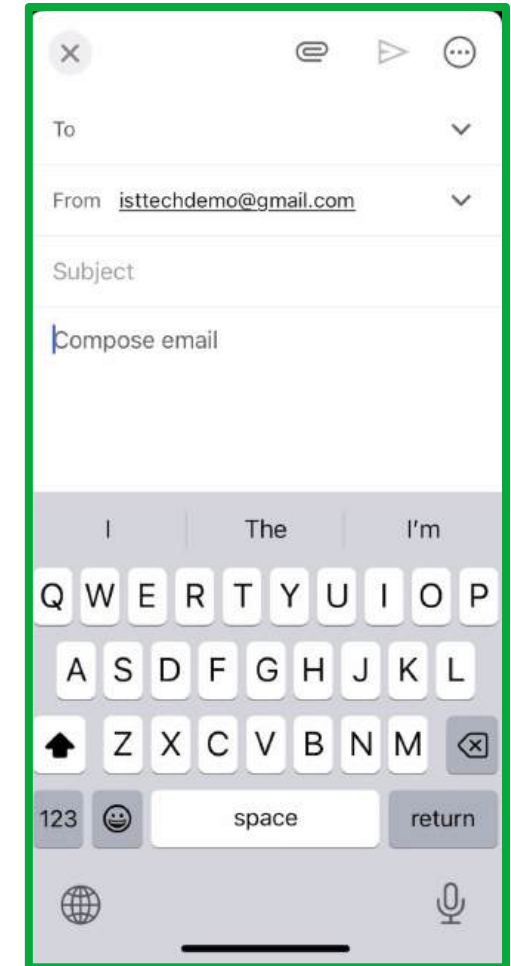 To
From isttechdemo@gmail.com
Subject
Compose email
I The I'm
Q W E R T Y U I O P
A S D F G H J K L
Z X C V B N M
123 space return